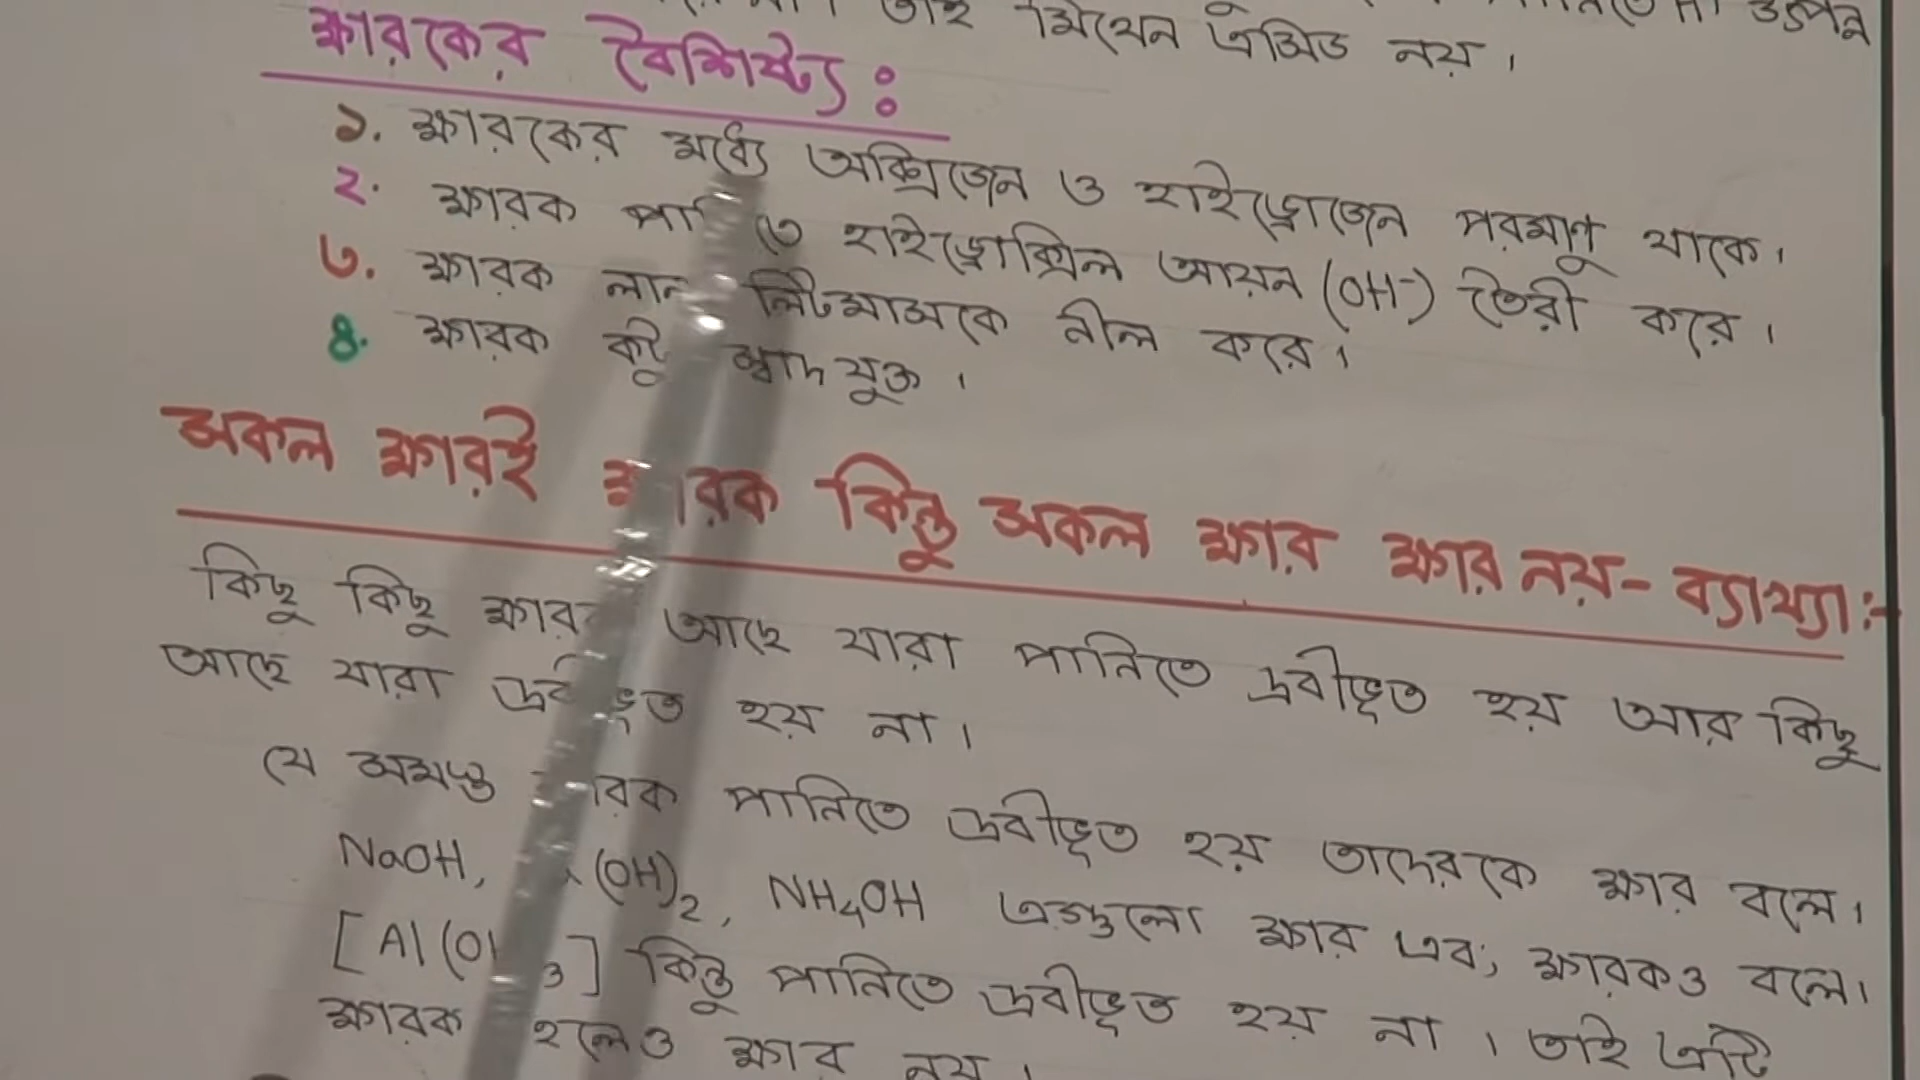 তাই মিথেন এসিড নয়।
ক্ষারকের বৈশিষ্ট্য:
১. ক্ষারকের মধ্যে অক্সিজেন ও হাইড্রোজেন পরমাণু থাকে।
২. ক্ষারক পা তে হাইড্রোক্সিল আয়ন (OH-) তৈরী করে।
৩. ক্ষারক লাল লিটমাসকে নীল করে।
৪. ক্ষারক কটু স্বাদ যুক্ত।
সকল ক্ষারই ক্ষারক কিন্তু সকল ক্ষার ক্ষার নয়- ব্যাখ্যা:-
কিছু কিছু ক্ষারক আছে যারা পানিতে দ্রবীভূত হয় আর কিছু
আছে যারা দ্রবীভূত হয় না।
যে সমস্ত ক্ষারক পানিতে দ্রবীভূত হয় তাদেরকে ক্ষার বলে।
NaOH, (OH)2, NH4OH এগুলো ক্ষার এবং ক্ষারকও বলে।
[Al(OH)3] কিন্তু পানিতে দ্রবীভূত হয় না। তাই এটি
ক্ষারক হলেও ক্ষার নয়।